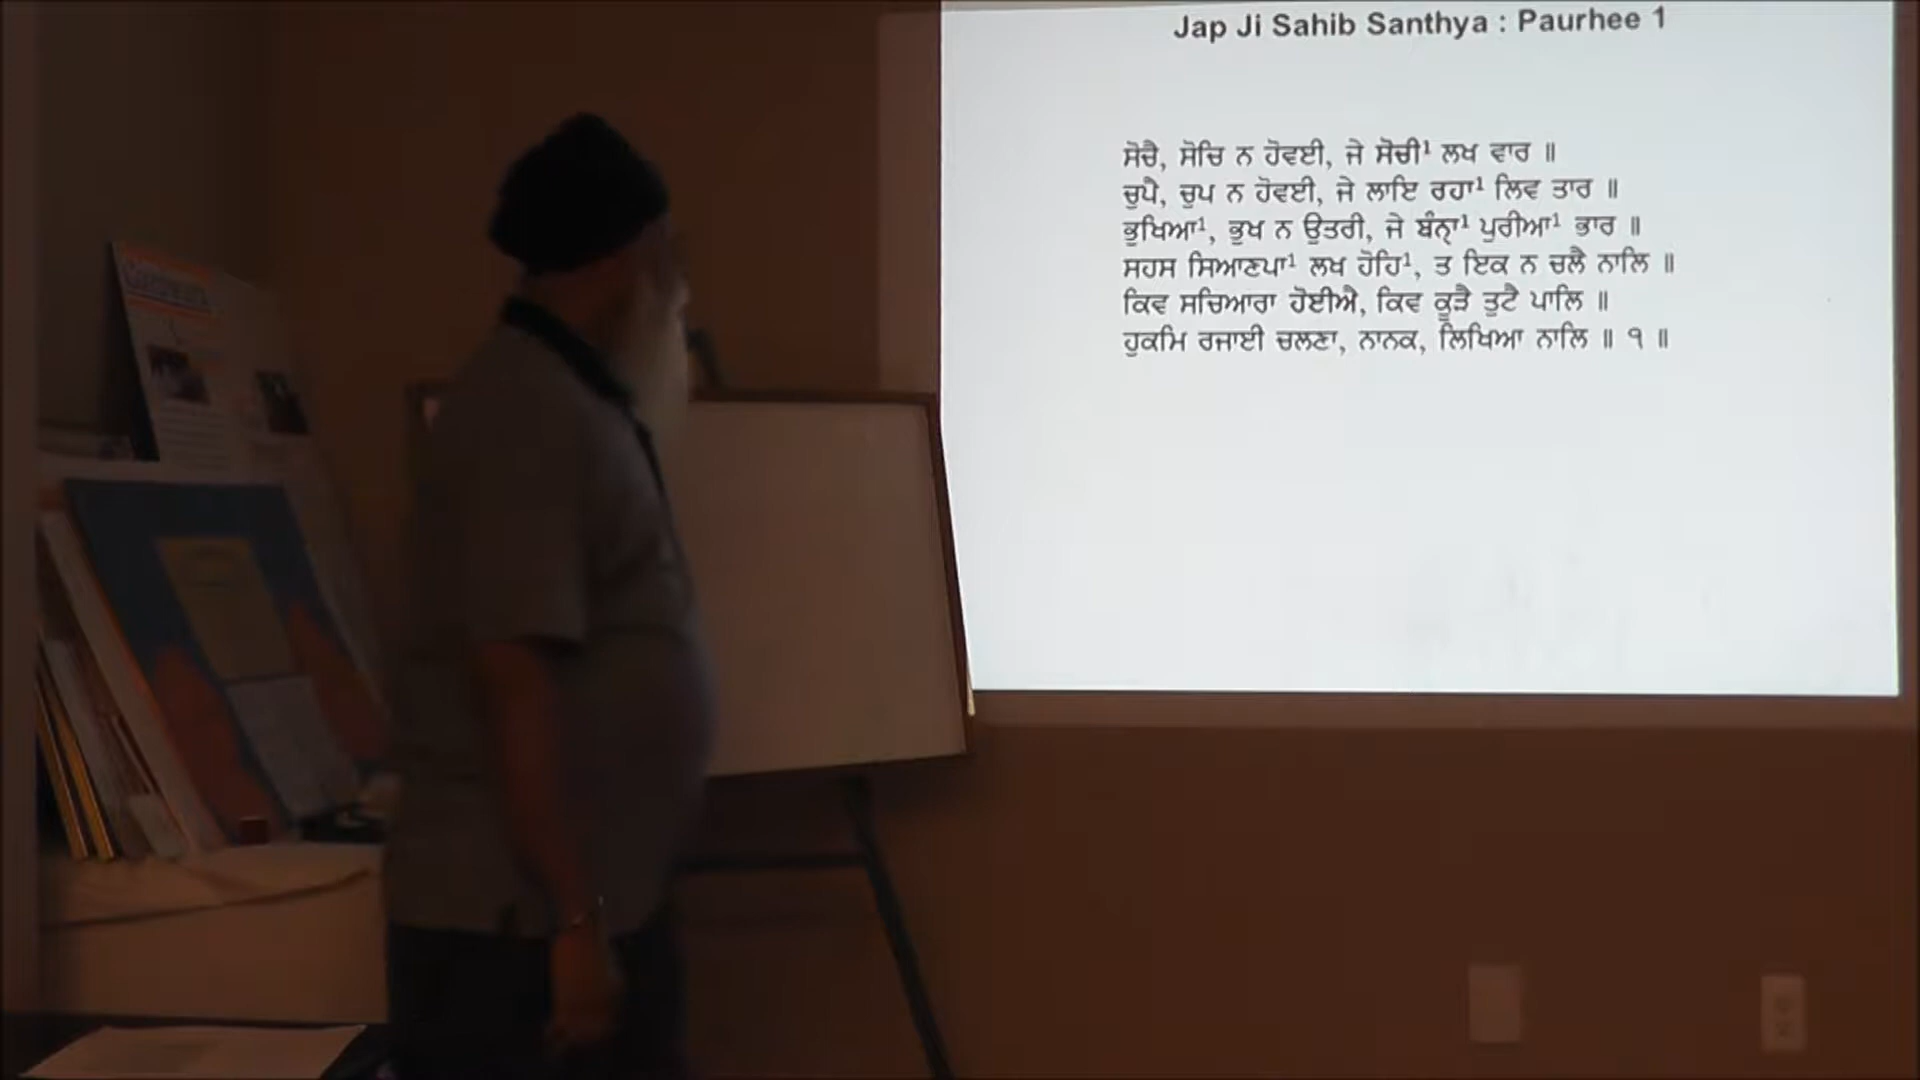 Jap Ji Sahib Santhya : Paurhee 1
ਸੋਚੈ, ਸੋਚਿ ਨ ਹੋਵਈ, ਜੇ ਸੋਚੀ¹ ਲਖ ਵਾਰ ॥
ਚੁਪੈ, ਚੁਪ ਨ ਹੋਵਈ, ਜੇ ਲਾਇ ਰਹਾ¹ ਲਿਵ ਤਾਰ ॥
ਭੁਖਿਆ¹, ਭੁਖ ਨ ਉਤਰੀ, ਜੇ ਬੰਨੑਾ¹ ਪੁਰੀਆ¹ ਭਾਰ ॥
ਸਹਸ ਸਿਆਣਪਾ¹ ਲਖ ਹੋਹਿ¹, ਤ ਇਕ ਨ ਚਲੈ ਨਾਲਿ ॥
ਕਿਵ ਸਚਿਆਰਾ ਹੋਈਐ, ਕਿਵ ਕੂੜੈ ਤੁਟੈ ਪਾਲਿ ॥
ਹੁਕਮਿ ਰਜਾਈ ਚਲਣਾ, ਨਾਨਕ, ਲਿਖਿਆ ਨਾਲਿ ॥ ੧ ॥